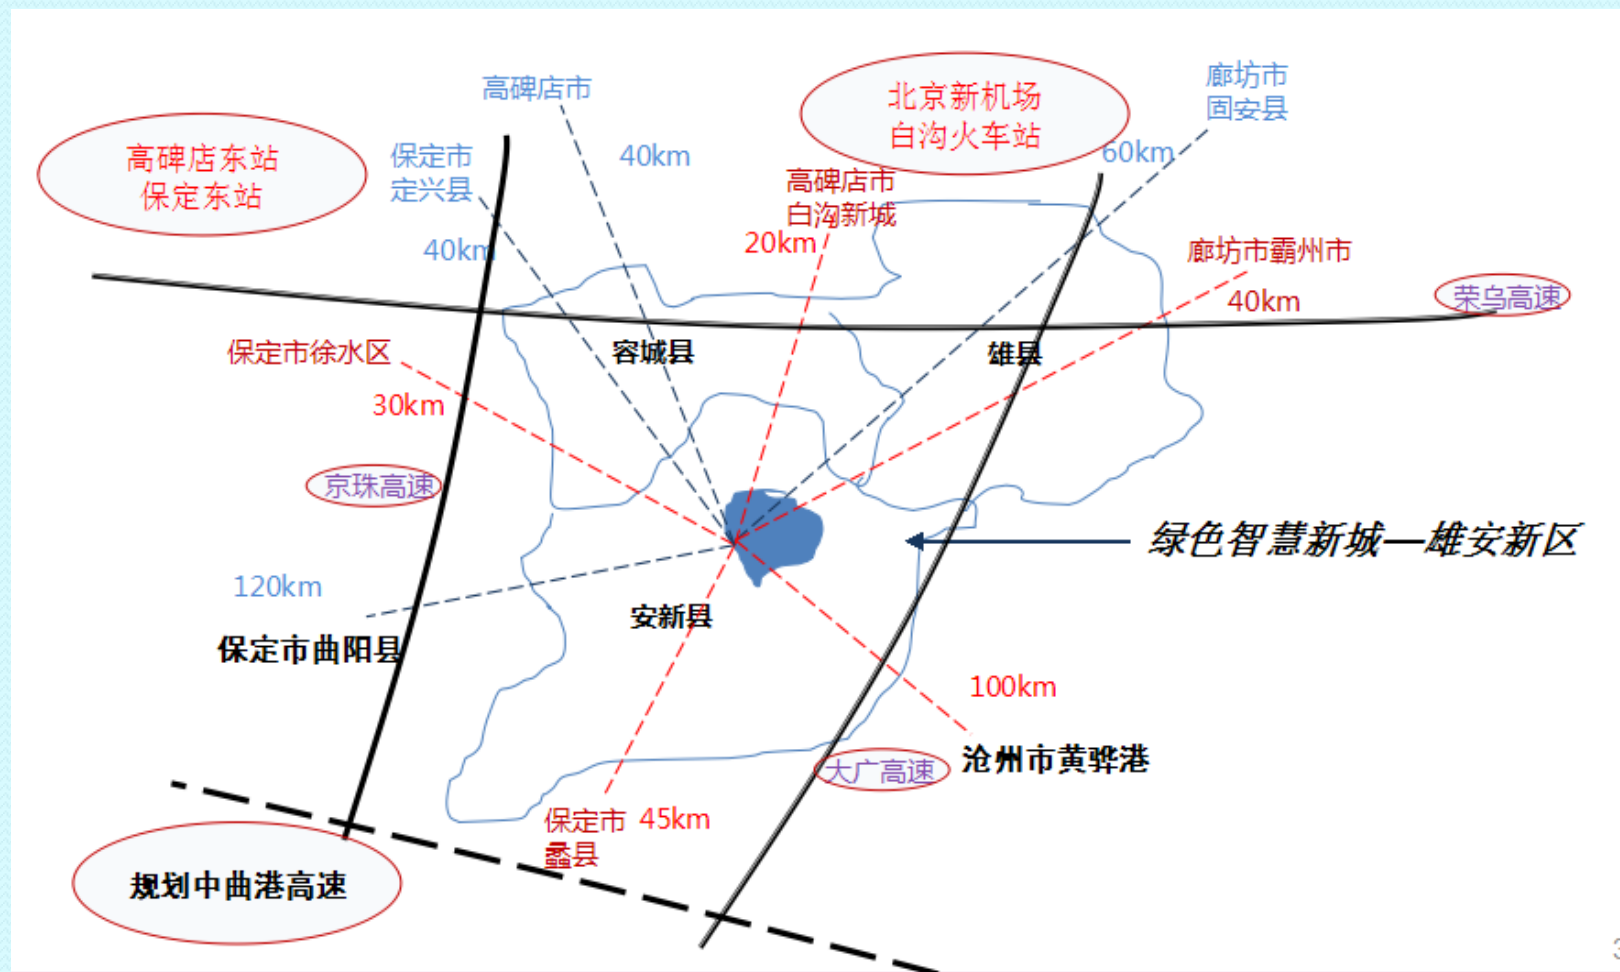 高碑店市
北京新机场
白沟火车站
廊坊市
固安县
高碑店东站
保定东站
保定市
定兴县
40km
60km
高碑店市
白沟新城
20km
40km
廊坊市霸州市
40km
荣乌高速
保定市徐水区
30km
容城县
雄县
京珠高速
绿色智慧新城—雄安新区
120km
保定市曲阳县
安新县
100km
沧州市黄骅港
大广高速
保定市
蠡县
45km
规划中曲港高速
3